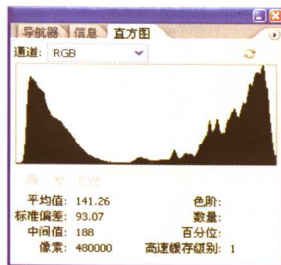 导航器 信息 直方图
通道: RGB
平均值: 141.26
色阶:
标准偏差: 93.07
数量:
中间值: 188
百分位:
像素: 480000
高速缓存级别: 1